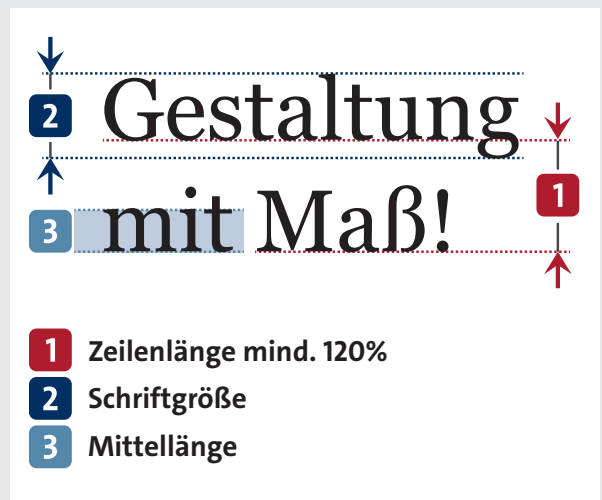 2
Gestaltung
1
3
mit Maß!
1 Zeilenlänge mind. 120%
2 Schriftgröße
3 Mittellänge